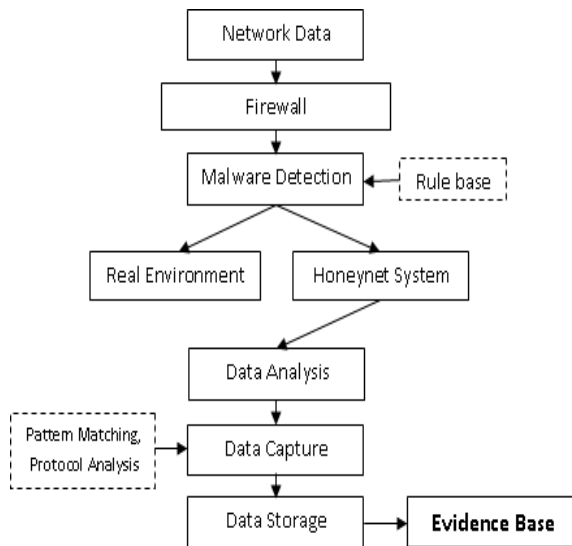 Network Data
Firewall
Malware Detection
Rule base
Real Environment
Honeynet System
Data Analysis
Pattern Matching,
Protocol Analysis
Data Capture
Data Storage
Evidence Base